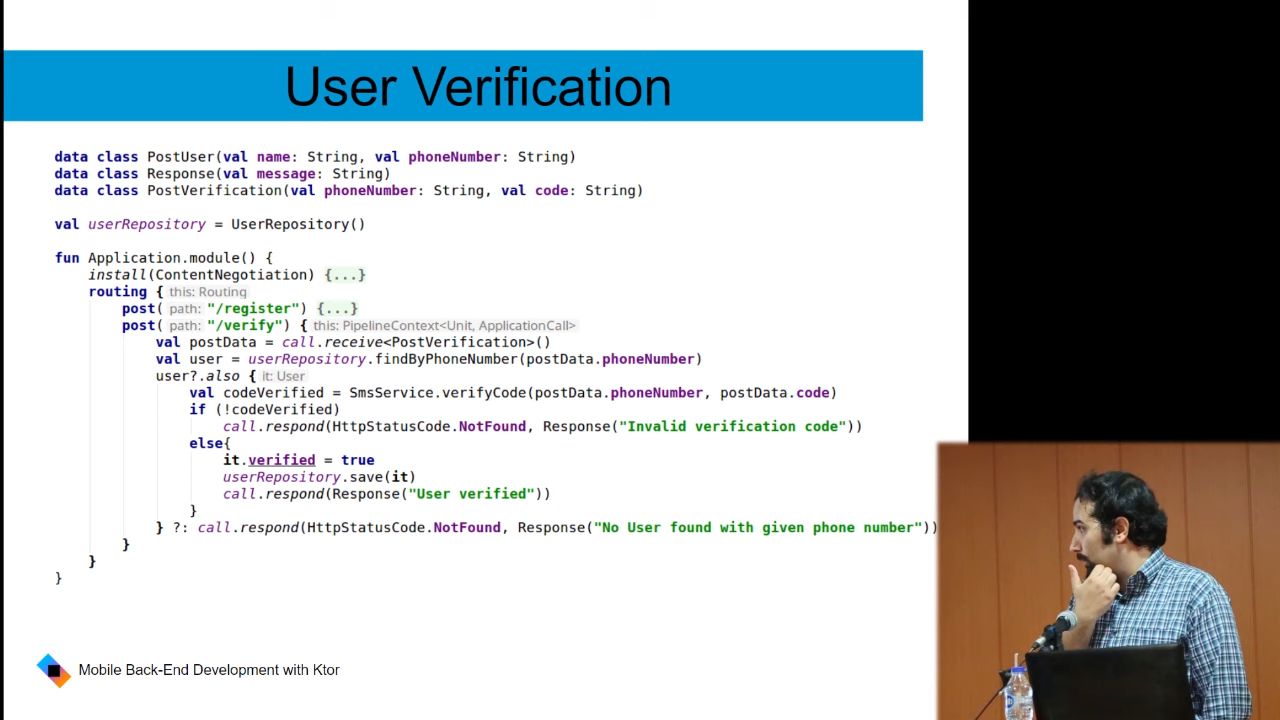 User Verification
data class PostUser(val name: String, val phoneNumber: String)
data class Response(val message: String)
data class PostVerification(val phoneNumber: String, val code: String)
val userRepository = UserRepository()
fun Application.module() {
install(ContentNegotiation) {...}
routing { this: Routing
post( path: "/register") {...}
post( path: "/verify") { this: PipelineContext<Unit, ApplicationCall>
val postData = call.receive<PostVerification>()
val user = userRepository.findByPhoneNumber(postData.phoneNumber)
user?.also { it: User
val codeVerified = SmsService.verifyCode(postData.phoneNumber, postData.code)
if (!codeVerified)
call.respond(HttpStatusCode.NotFound, Response("Invalid verification code"))
else{
it.verified = true
userRepository.save(it)
call.respond(Response("User verified"))
}
} ?: call.respond(HttpStatusCode.NotFound, Response("No User found with given phone number"))
}
}
}
Mobile Back-End Development with Ktor